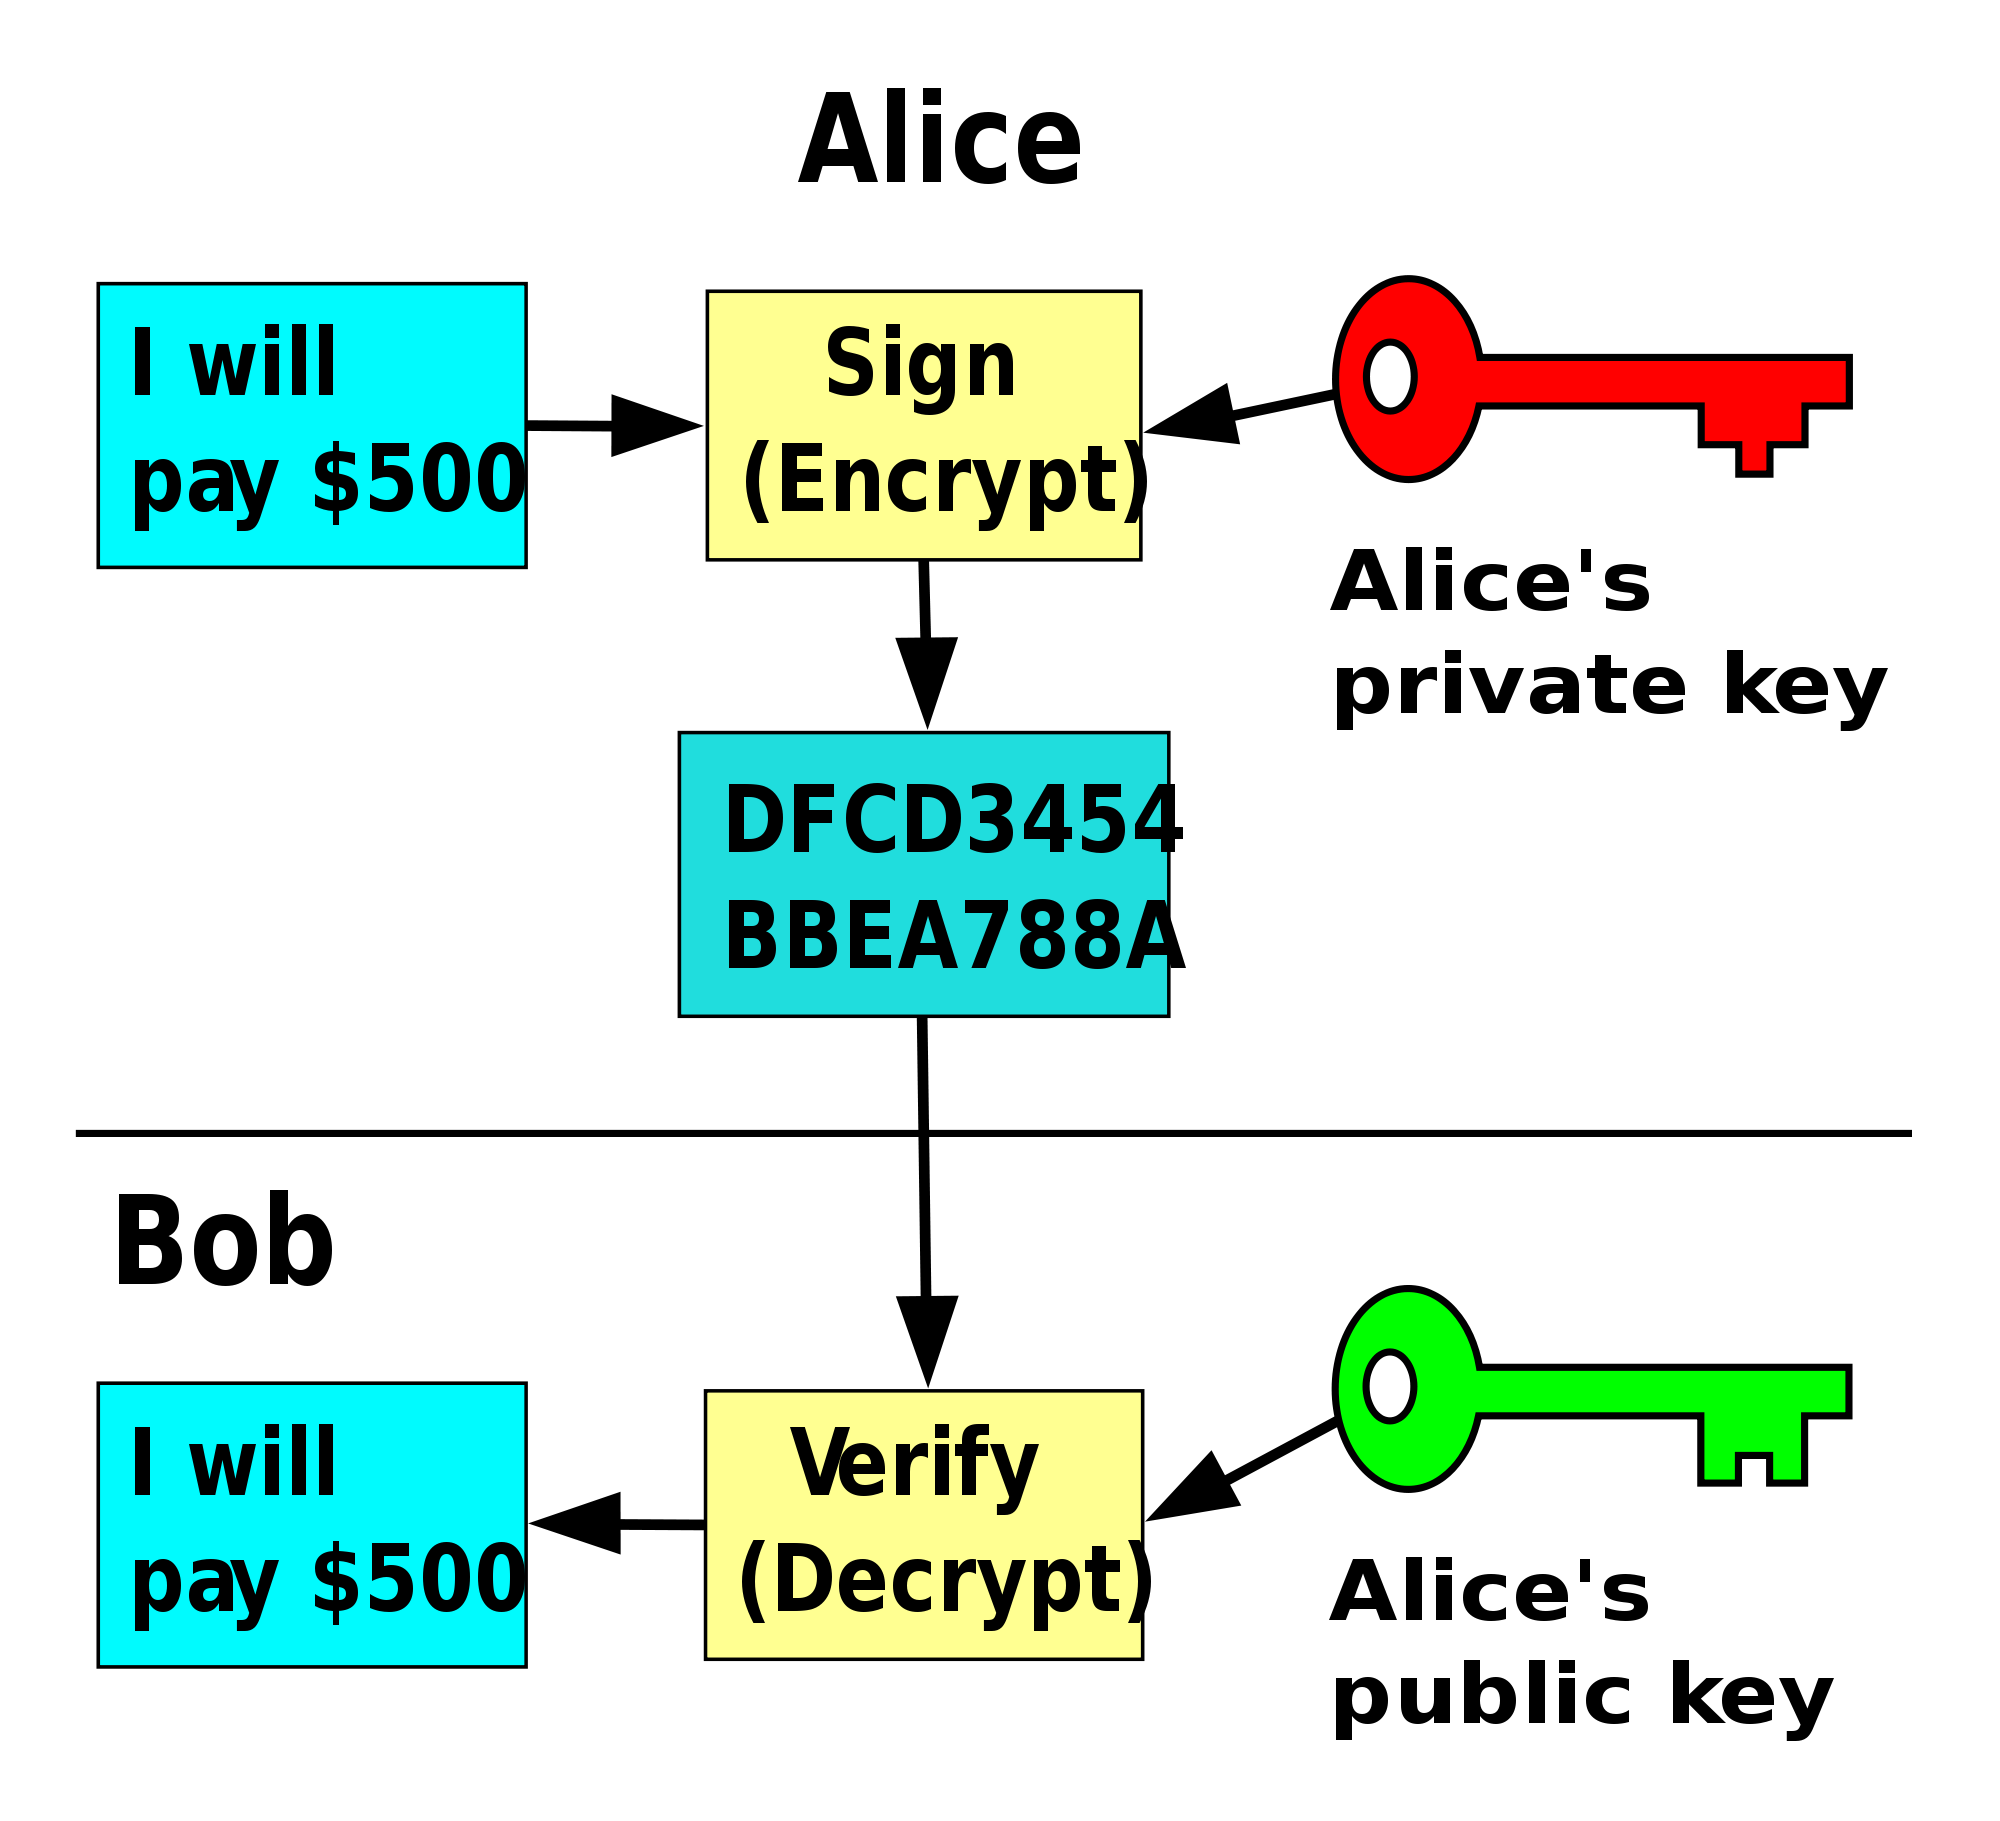 Alice
I will
pay $500
Sign
(Encrypt)
Alice's
private key
DFCD3454
BBEA788A
Bob
I will
pay $500
Verify
(Decrypt)
Alice's
public key